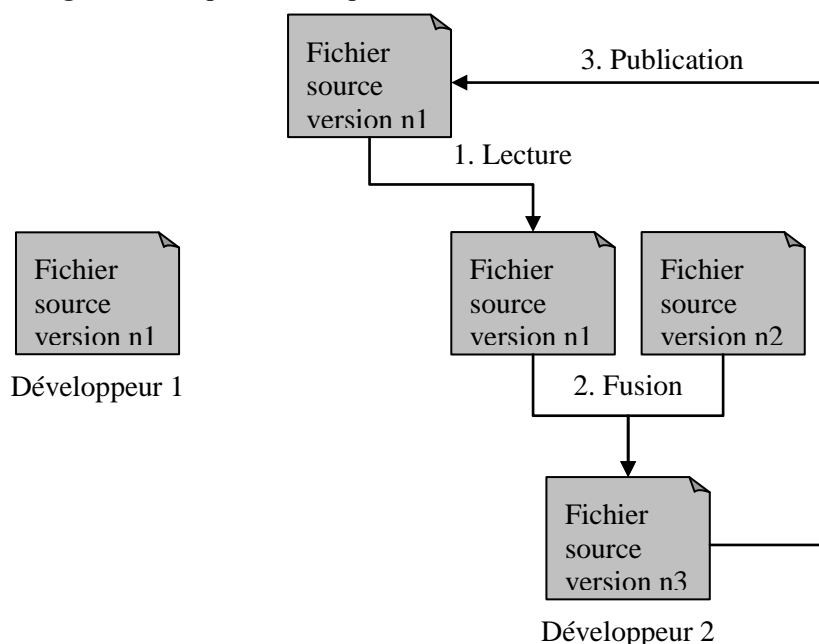 Fichier
source
version n1
3. Publication
1. Lecture
Fichier
source
version n1
Fichier
source
version n1
Fichier
source
version n2
Développeur 1
2. Fusion
Fichier
source
version n3
Développeur 2